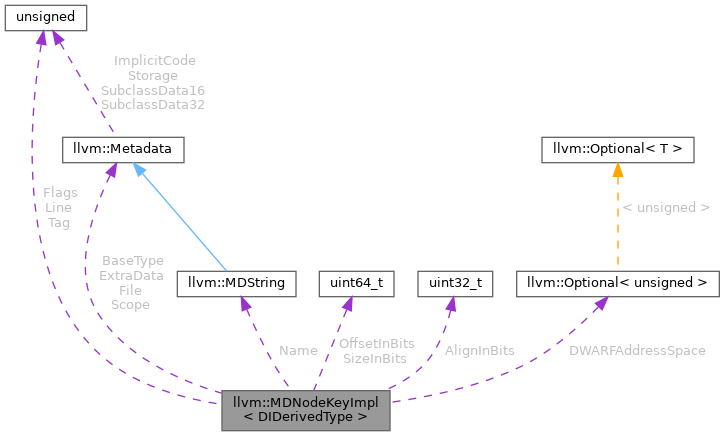 unsigned
ImplicitCode
Storage
SubclassData16
SubclassData32
llvm::Metadata
llvm::Optional< T >
Flags
Line
Tag
< unsigned >
BaseType
ExtraData
File
Scope
llvm::MDString
uint64_t
uint32_t
llvm::Optional< unsigned >
Name
OffsetInBits
SizeInBits
AlignInBits
DWARFAddressSpace
llvm::MDNodeKeyImpl
< DIDerivedType >